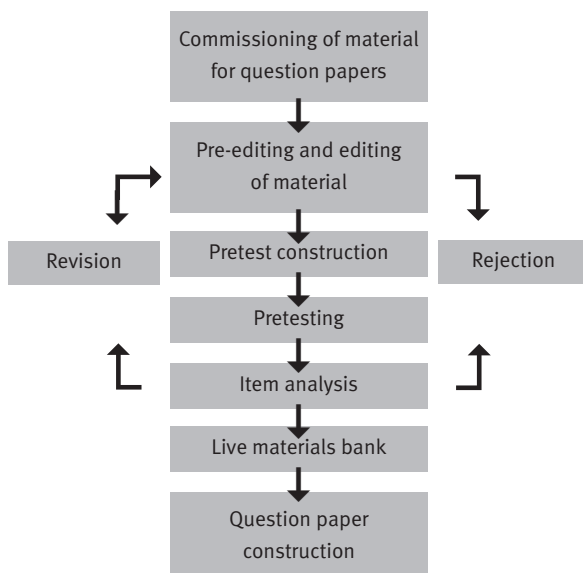 Commissioning of material
for question papers
Pre-editing and editing
of material
Revision
Pretest construction
Rejection
Pretesting
Item analysis
Live materials bank
Question paper
construction